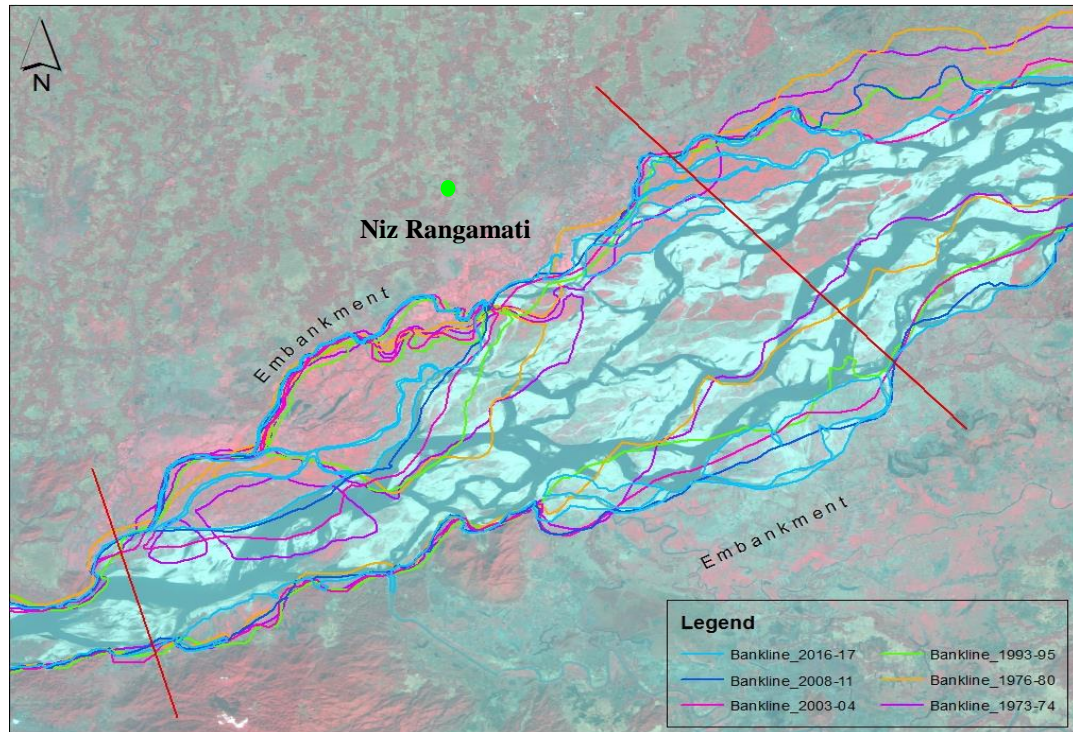 N
Niz Rangamati
Embankment
Embankment
Legend
Bankline_2016-17
Bankline_1993-95
Bankline_2008-11
Bankline_1976-80
Bankline_2003-04
Bankline_1973-74